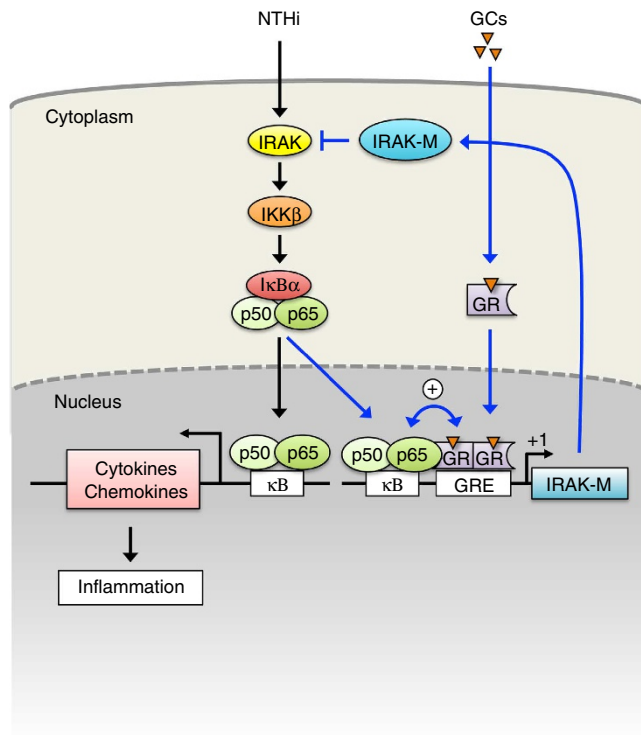 NTHi
GCs
Cytoplasm
IRAK
IRAK-M
IKKβ
IκBα
p50
p65
GR
Nucleus
+
p50
p65
p50
p65
GR
GR
+1
Cytokines
Chemokines
κB
κB
GRE
IRAK-M
Inflammation